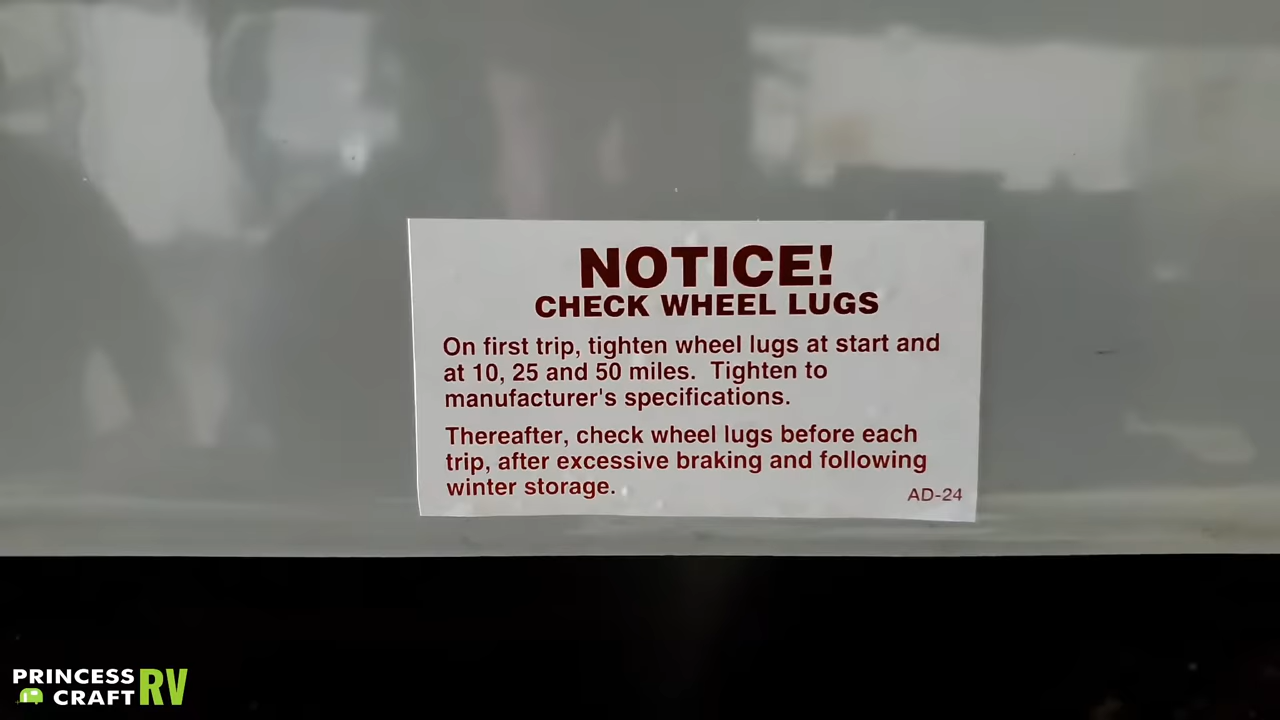 NOTICE!
CHECK WHEEL LUGS
On first trip, tighten wheel lugs at start and
at 10, 25 and 50 miles.  Tighten to
manufacturer's specifications.
Thereafter, check wheel lugs before each
trip, after excessive braking and following
winter storage.
AD-24
PRINCESS
CRAFT RV